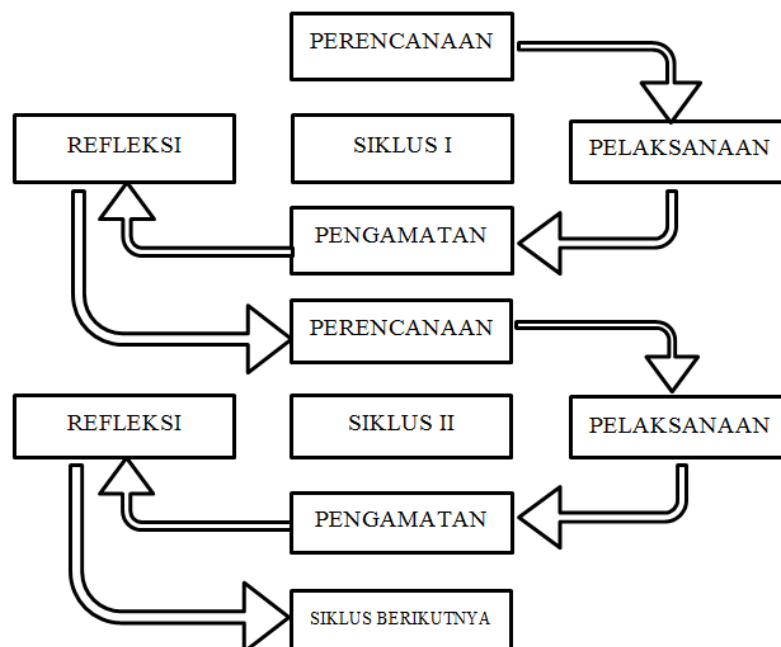 PERENCANAAN
REFLEKSI
SIKLUS I
PELAKSANAAN
PENGAMATAN
PERENCANAAN
REFLEKSI
SIKLUS II
PELAKSANAAN
PENGAMATAN
SIKLUS BERIKUTNYA